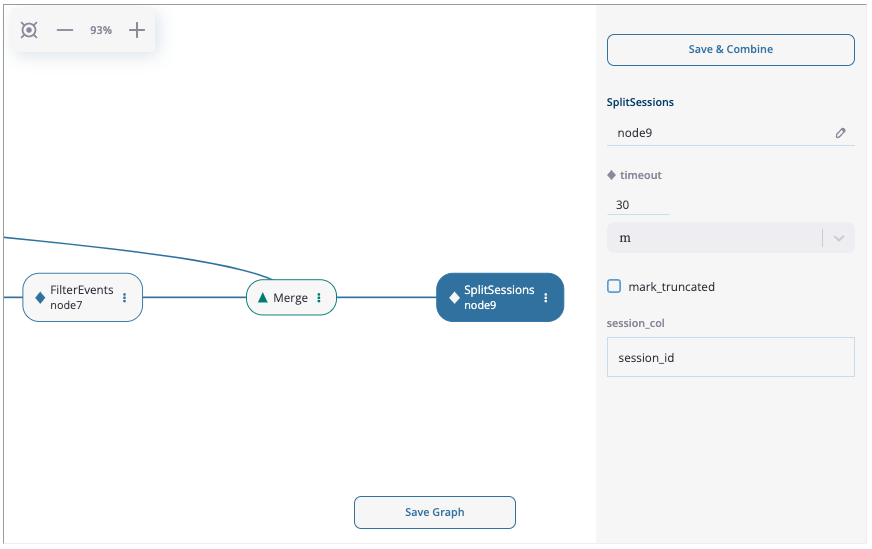 93%
Save & Combine
SplitSessions
node9
timeout
30
m
mark_truncated
session_col
session_id
FilterEvents
node7
Merge
SplitSessions
node9
Save Graph